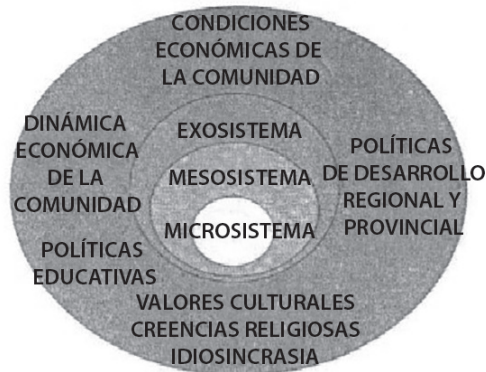 CONDICIONES
ECONÓMICAS DE
LA COMUNIDAD
DINÁMICA
ECONÓMICA
DE LA
COMUNIDAD
EXOSISTEMA
MESOSISTEMA
MICROSISTEMA
POLÍTICAS
DE DESARROLLO
REGIONAL Y
PROVINCIAL
POLÍTICAS
EDUCATIVAS
VALORES CULTURALES
CREENCIAS RELIGIOSAS
IDIOSINCRASIA